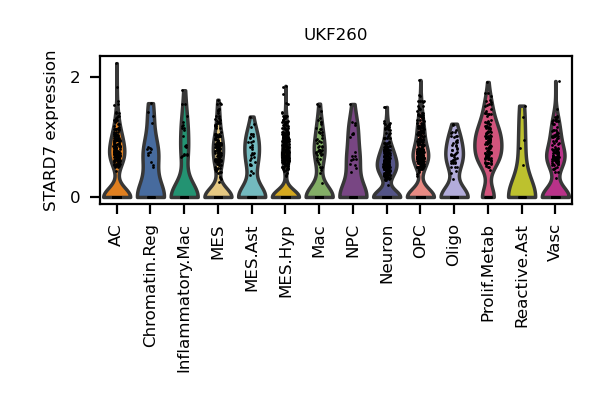 UKF260
STARD7 expression
2
0
AC
Chromatin.Reg
Inflammatory.Mac
MES
MES.Ast
MES.Hyp
Mac
NPC
Neuron
OPC
Oligo
Prolif.Metab
Reactive.Ast
Vasc